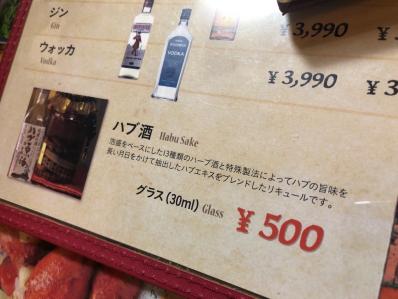 ジン
Gin
¥3,990
ウォッカ
Vodka
VODKA
¥3,990
ハブ酒 Habu Sake
泡盛をベースにした13種類のハーブ酒と特殊製法によってハブの旨味を
長い月日をかけて抽出したハブエキスをブレンドしたリキュールです。
グラス(30ml) Glass ¥500